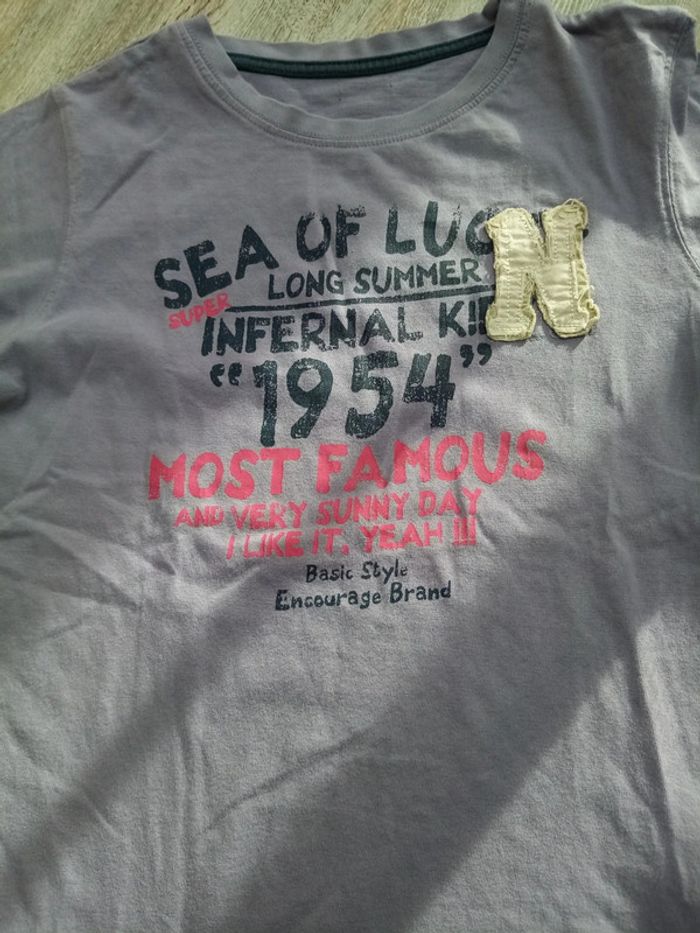 SEA OF LUC
N
LONG SUMMER
SUPER
INFERNAL K!
“1954”
MOST FAMOUS
AND VERY SUNNY DAY
I LIKE IT. YEAH !!!
Basic Style
Encourage Brand